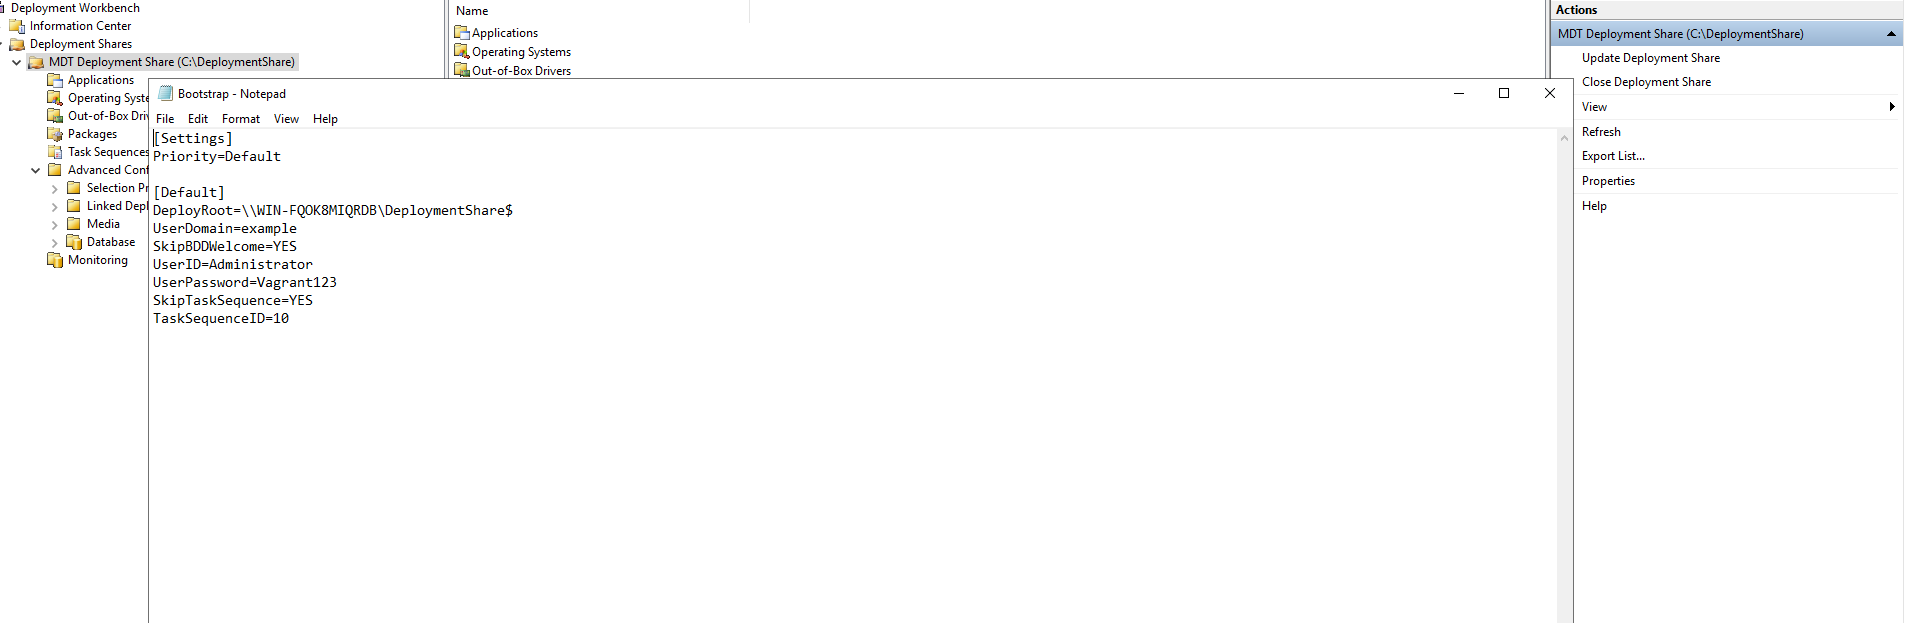 Deployment Workbench
Information Center
Deployment Shares
MDT Deployment Share (C:\DeploymentShare)
Applications
Operating Syste
Out-of-Box Driv
Packages
Task Sequences
Advanced Conf
Selection Pr
Linked Depl
Media
Database
Monitoring
Name
Applications
Operating Systems
Out-of-Box Drivers
Bootstrap - Notepad
File Edit Format View Help
[Settings]
Priority=Default
[Default]
DeployRoot=\\WIN-FQOK8MIQRDB\DeploymentShare$
UserDomain=example
SkipBDDWelcome=YES
UserID=Administrator
UserPassword=Vagrant123
SkipTaskSequence=YES
TaskSequenceID=10
Actions
MDT Deployment Share (C:\DeploymentShare)
Update Deployment Share
Close Deployment Share
View
Refresh
Export List...
Properties
Help